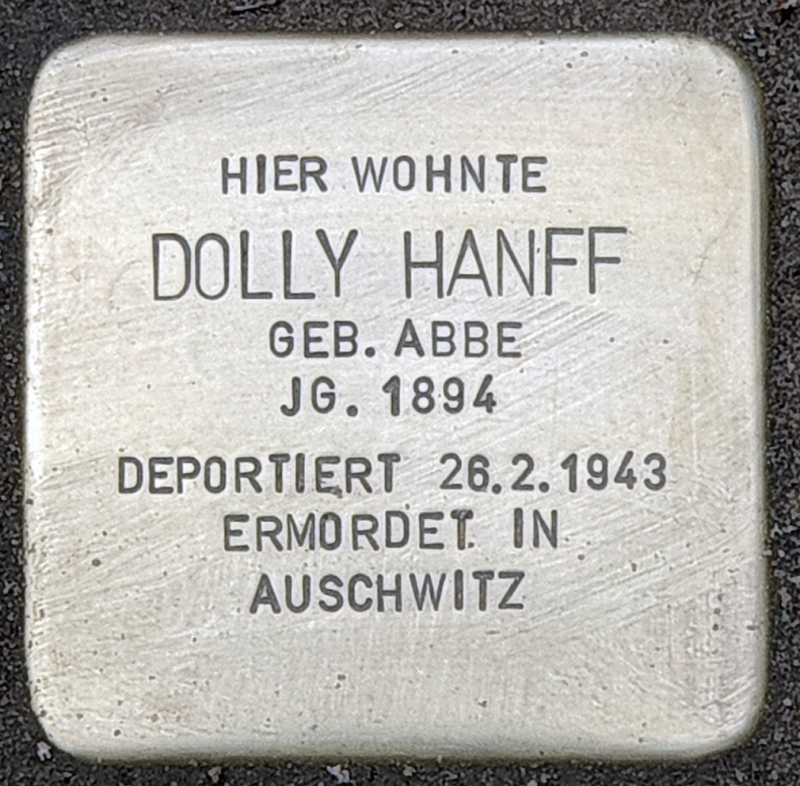 HIER WOHNTE
DOLLY HANFF
GEB. ABBE
JG. 1894
DEPORTIERT 26.2.1943
ERMORDET IN
AUSCHWITZ